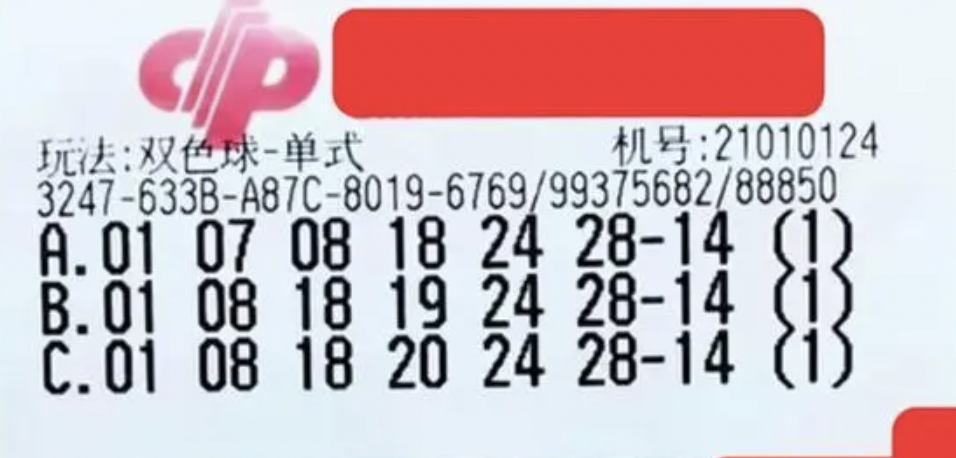 玩法:双色球-单式 机号:21010124
3247-633B-A87C-8019-6769/99375682/88850
A.01 07 08 18 24 28-14 (1)
B.01 08 18 19 24 28-14 (1)
C.01 08 18 20 24 28-14 (1)